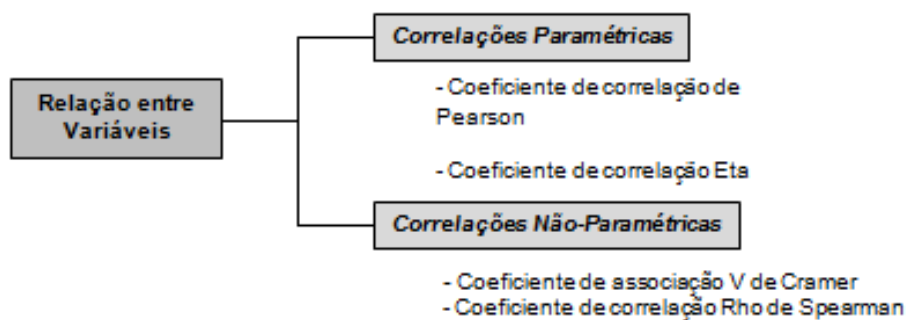 Correlações Paramétricas
Relação entre
Variáveis
- Coeficiente de correlação de
Pearson
- Coeficiente de correlação Eta
Correlações Não-Paramétricas
- Coeficiente de associação V de Cramer
- Coeficiente de correlação Rho de Spearman